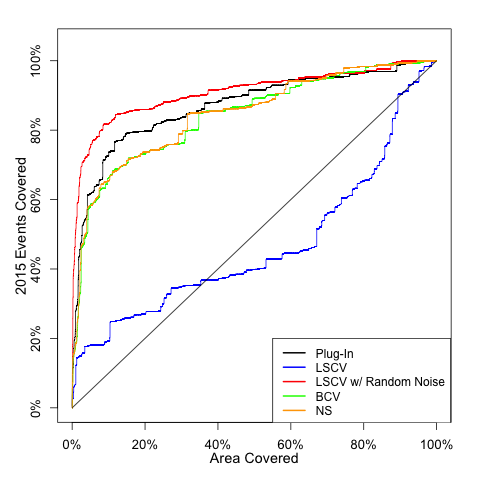 2015 Events Covered
100%
80%
60%
40%
20%
0%
0%
20%
40%
60%
80%
100%
Area Covered
Plug-In
LSCV
LSCV w/ Random Noise
BCV
NS